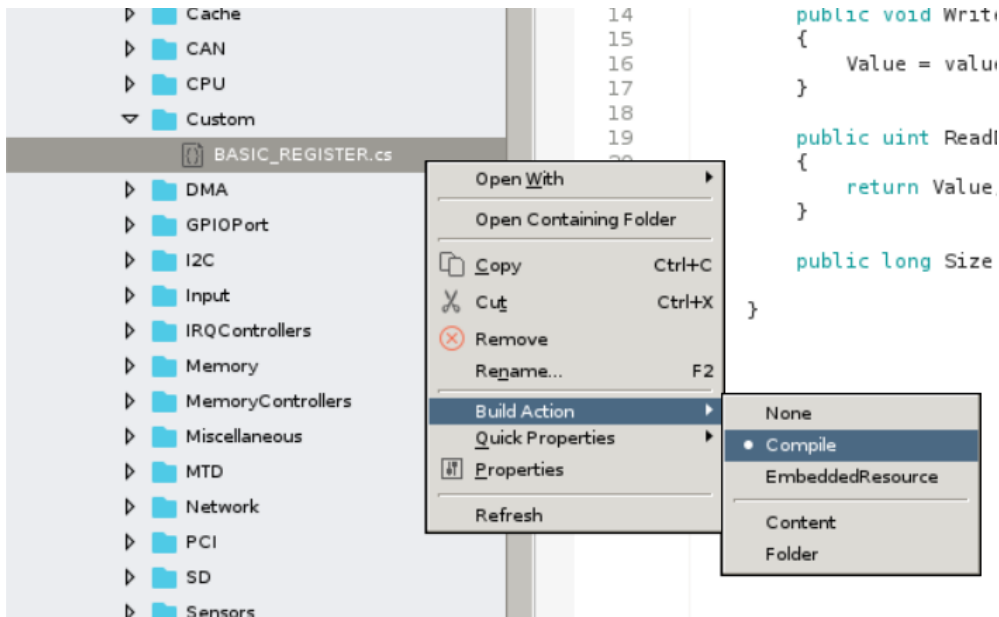 Cache
CAN
CPU
Custom
BASIC_REGISTER.cs
DMA
GPIOPort
I2C
Input
IRQControllers
Memory
MemoryControllers
Miscellaneous
MTD
Network
PCI
SD
Sensors
Open With
Open Containing Folder
Copy Ctrl+C
Cut Ctrl+X
Remove
Rename... F2
Build Action
Quick Properties
Properties
Refresh
None
Compile
EmbeddedResource
Content
Folder
14 public void Write
15 {
16 Value = value
17 }
18
19 public uint ReadD
20 {
return Value
}
public long Size
}